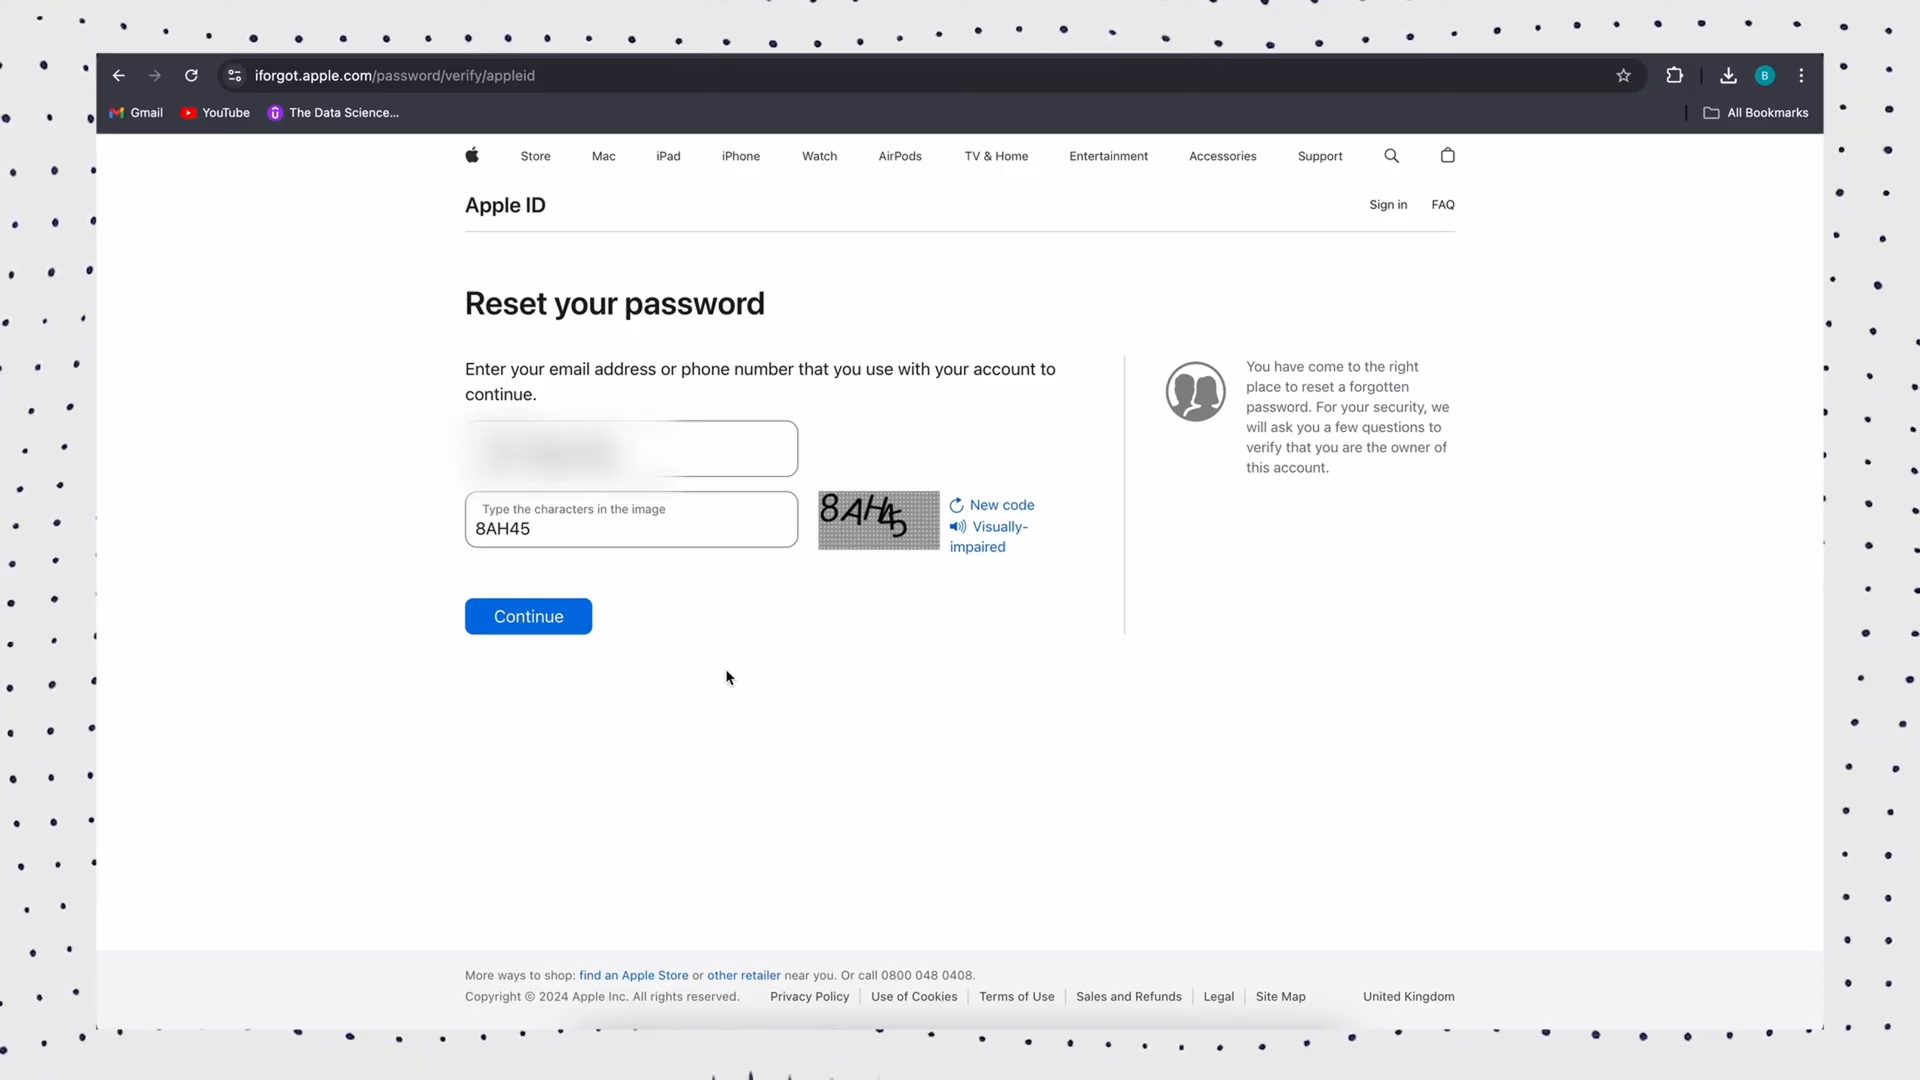 iforgot.apple.com/password/verify/appleid
B
Gmail YouTube The Data Science... All Bookmarks
Store Mac iPad iPhone Watch AirPods TV & Home Entertainment Accessories Support
Apple ID Sign in FAQ
Reset your password
Enter your email address or phone number that you use with your account to
continue.
Type the characters in the image
8AH45
8AH45
New code
Visually-
impaired
Continue
You have come to the right
place to reset a forgotten
password. For your security, we
will ask you a few questions to
verify that you are the owner of
this account.
More ways to shop: find an Apple Store or other retailer near you. Or call 0800 048 0408.
Copyright © 2024 Apple Inc. All rights reserved. Privacy Policy Use of Cookies Terms of Use Sales and Refunds Legal Site Map United Kingdom